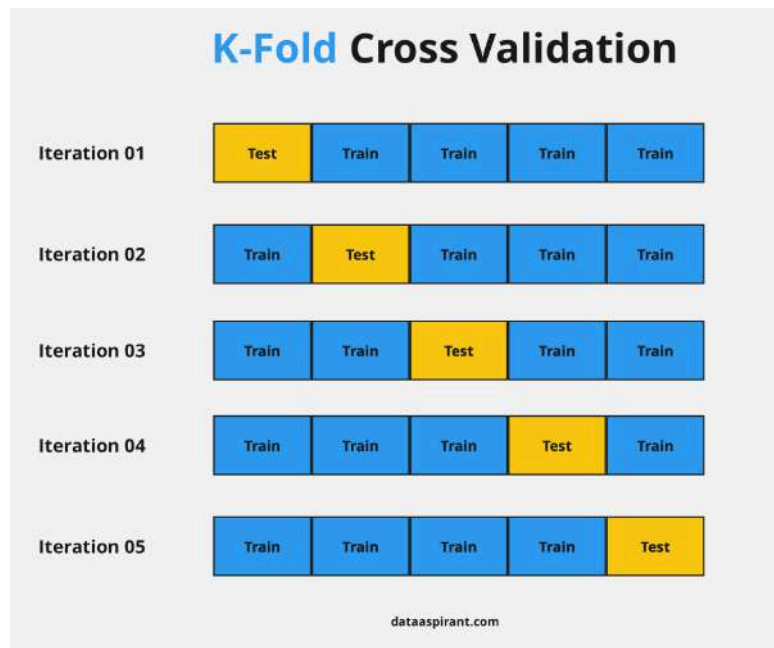 K-Fold Cross Validation
Iteration 01 Test Train Train Train Train
Iteration 02 Train Test Train Train Train
Iteration 03 Train Train Test Train Train
Iteration 04 Train Train Train Test Train
Iteration 05 Train Train Train Train Test
dataaspirant.com